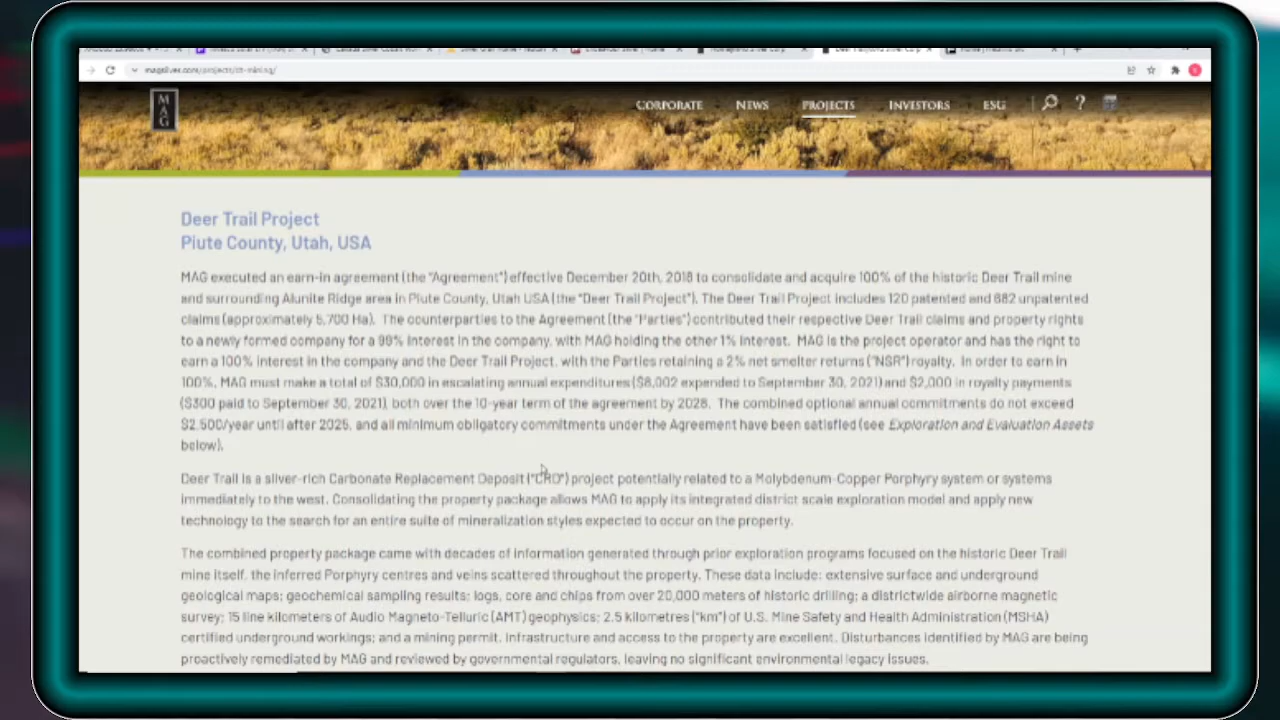 magsilver.com/projects/
MAG
CORPORATE NEWS PROJECTS INVESTORS ESG ?
Deer Trail Project
Piute County, Utah, USA
MAG executed an earn-in agreement (the "Agreement") effective December 20th, 2018 to consolidate and acquire 100% of the historic Deer Trail mine
and surrounding Alunite Ridge area in Piute County, Utah USA (the "Deer Trail Project"). The Deer Trail Project includes 120 patented and 682 unpatented
claims (approximately 5,700 Ha). The counterparties to the Agreement (the "Parties") contributed their respective Deer Trail claims and property rights
to a newly formed company for a 99% interest in the company, with MAG holding the other 1% interest. MAG is the project operator and has the right to
earn a 100% interest in the company and the Deer Trail Project, with the Parties retaining a 2% net smelter returns ("NSR") royalty. In order to earn in
100%, MAG must make a total of $30,000 in escalating annual expenditures ($8,002 expended to September 30, 2021) and $2,000 in royalty payments
($300 paid to September 30, 2021), both over the 10-year term of the agreement by 2028. The combined optional annual commitments do not exceed
$2,500/year until after 2025, and all minimum obligatory commitments under the Agreement have been satisfied (see Exploration and Evaluation Assets
below).
Deer Trail is a silver-rich Carbonate Replacement Deposit ("CRD") project potentially related to a Molybdenum-Copper Porphyry system or systems
immediately to the west. Consolidating the property package allows MAG to apply its integrated district scale exploration model and apply new
technology to the search for an entire suite of mineralization styles expected to occur on the property.
The combined property package came with decades of information generated through prior exploration programs focused on the historic Deer Trail
mine itself, the inferred Porphyry centres and veins scattered throughout the property. These data include: extensive surface and underground
geological maps; geochemical sampling results; logs, core and chips from over 20,000 meters of historic drilling; a districtwide airborne magnetic
survey; 15 line kilometers of Audio Magneto-Telluric (AMT) geophysics; 2.5 kilometres ("km") of U.S. Mine Safety and Health Administration (MSHA)
certified underground workings; and a mining permit. Infrastructure and access to the property are excellent. Disturbances identified by MAG are being
proactively remediated by MAG and reviewed by governmental regulators, leaving no significant environmental legacy issues.